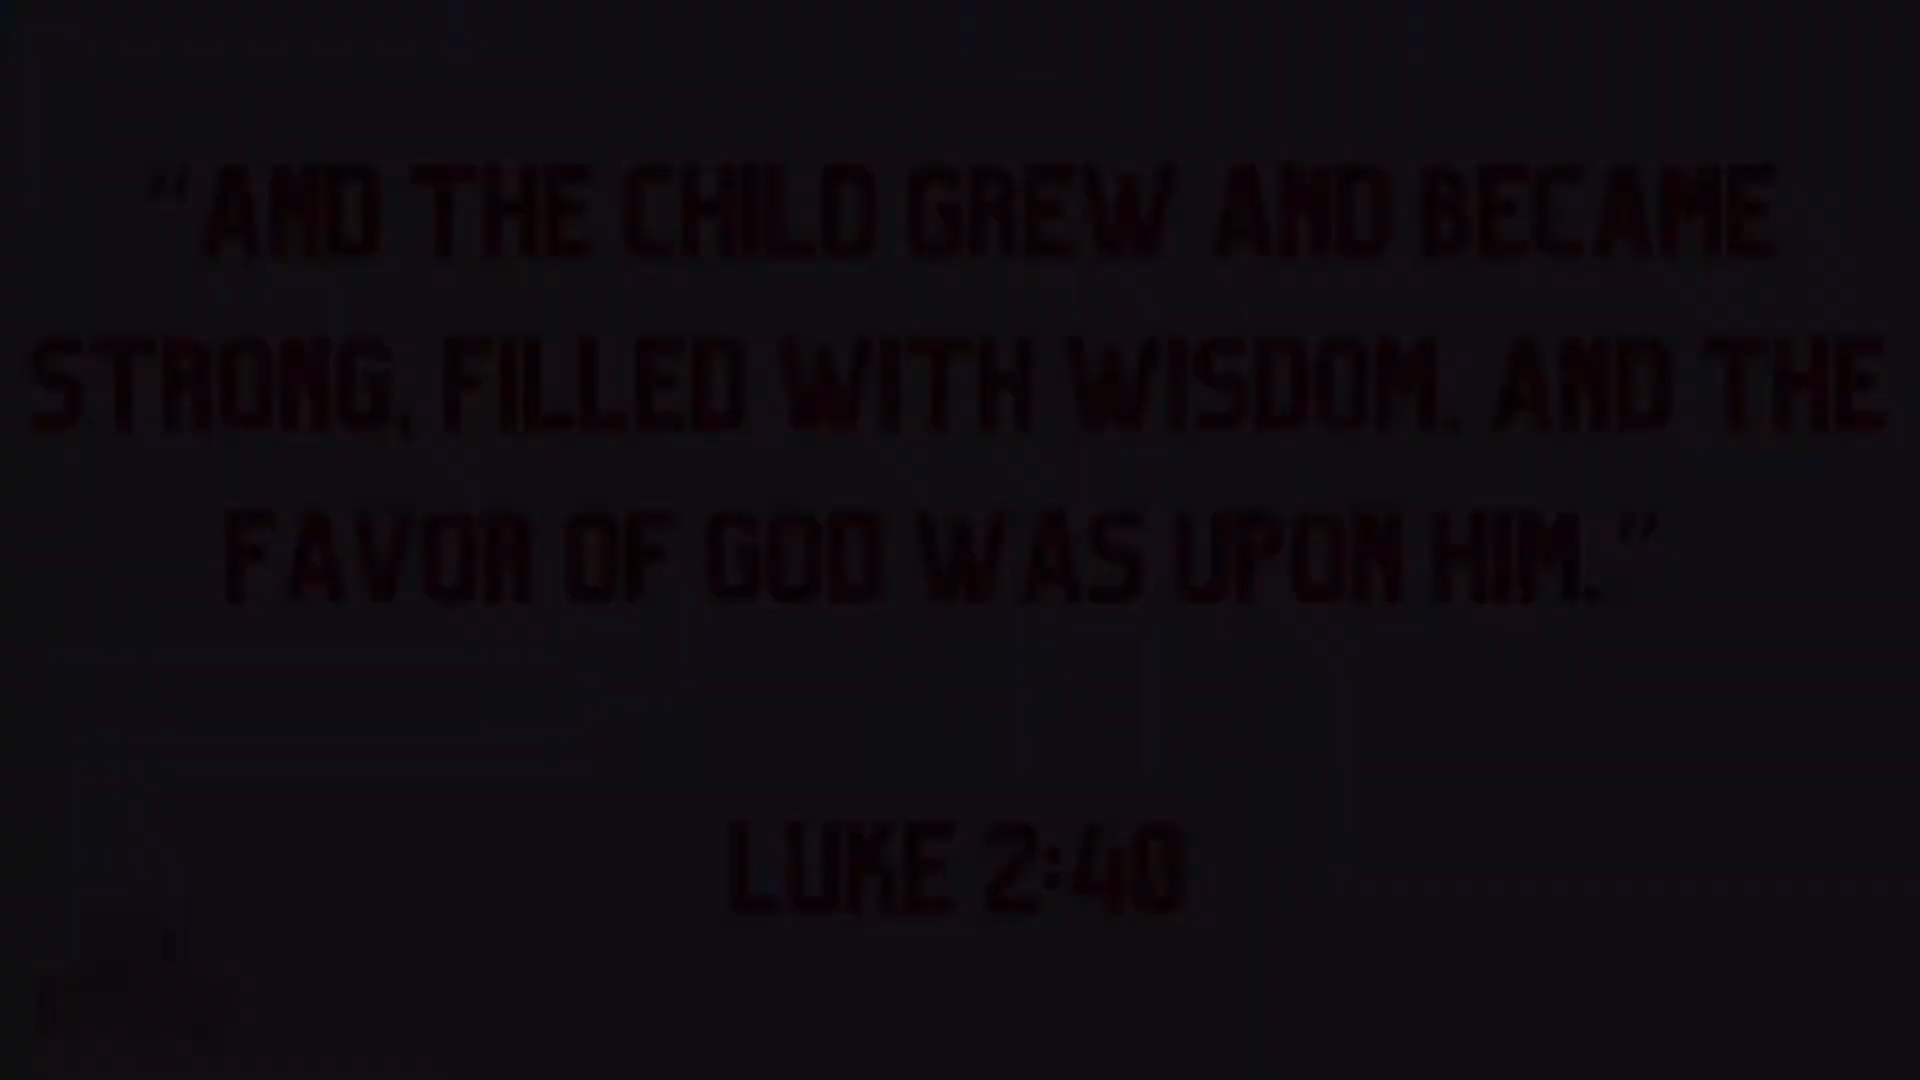 "AND THE CHILD GREW AND BECAME
STRONG, FILLED WITH WISDOM. AND THE
FAVOR OF GOD WAS UPON HIM."
LUKE 2:40